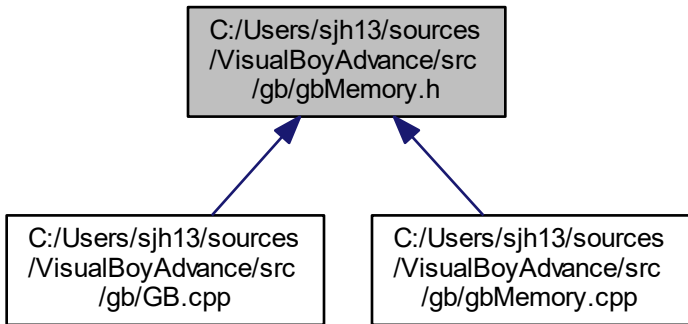 C:/Users/sjh13/sources
/VisualBoyAdvance/src
/gb/gbMemory.h
C:/Users/sjh13/sources
/VisualBoyAdvance/src
/gb/GB.cpp
C:/Users/sjh13/sources
/VisualBoyAdvance/src
/gb/gbMemory.cpp